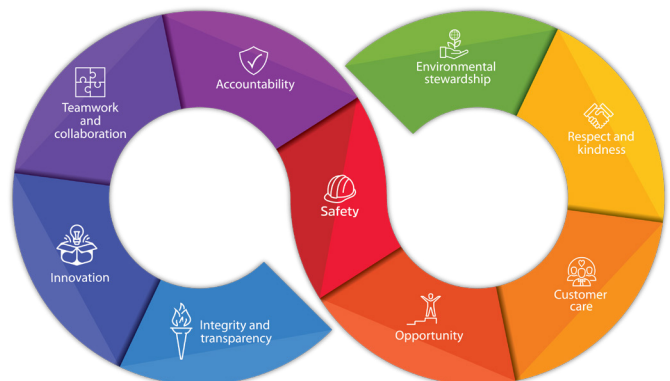 Accountability
Environmental
stewardship
Teamwork
and
collaboration
Respect and
kindness
Safety
Innovation
Customer
care
Integrity and
transparency
Opportunity